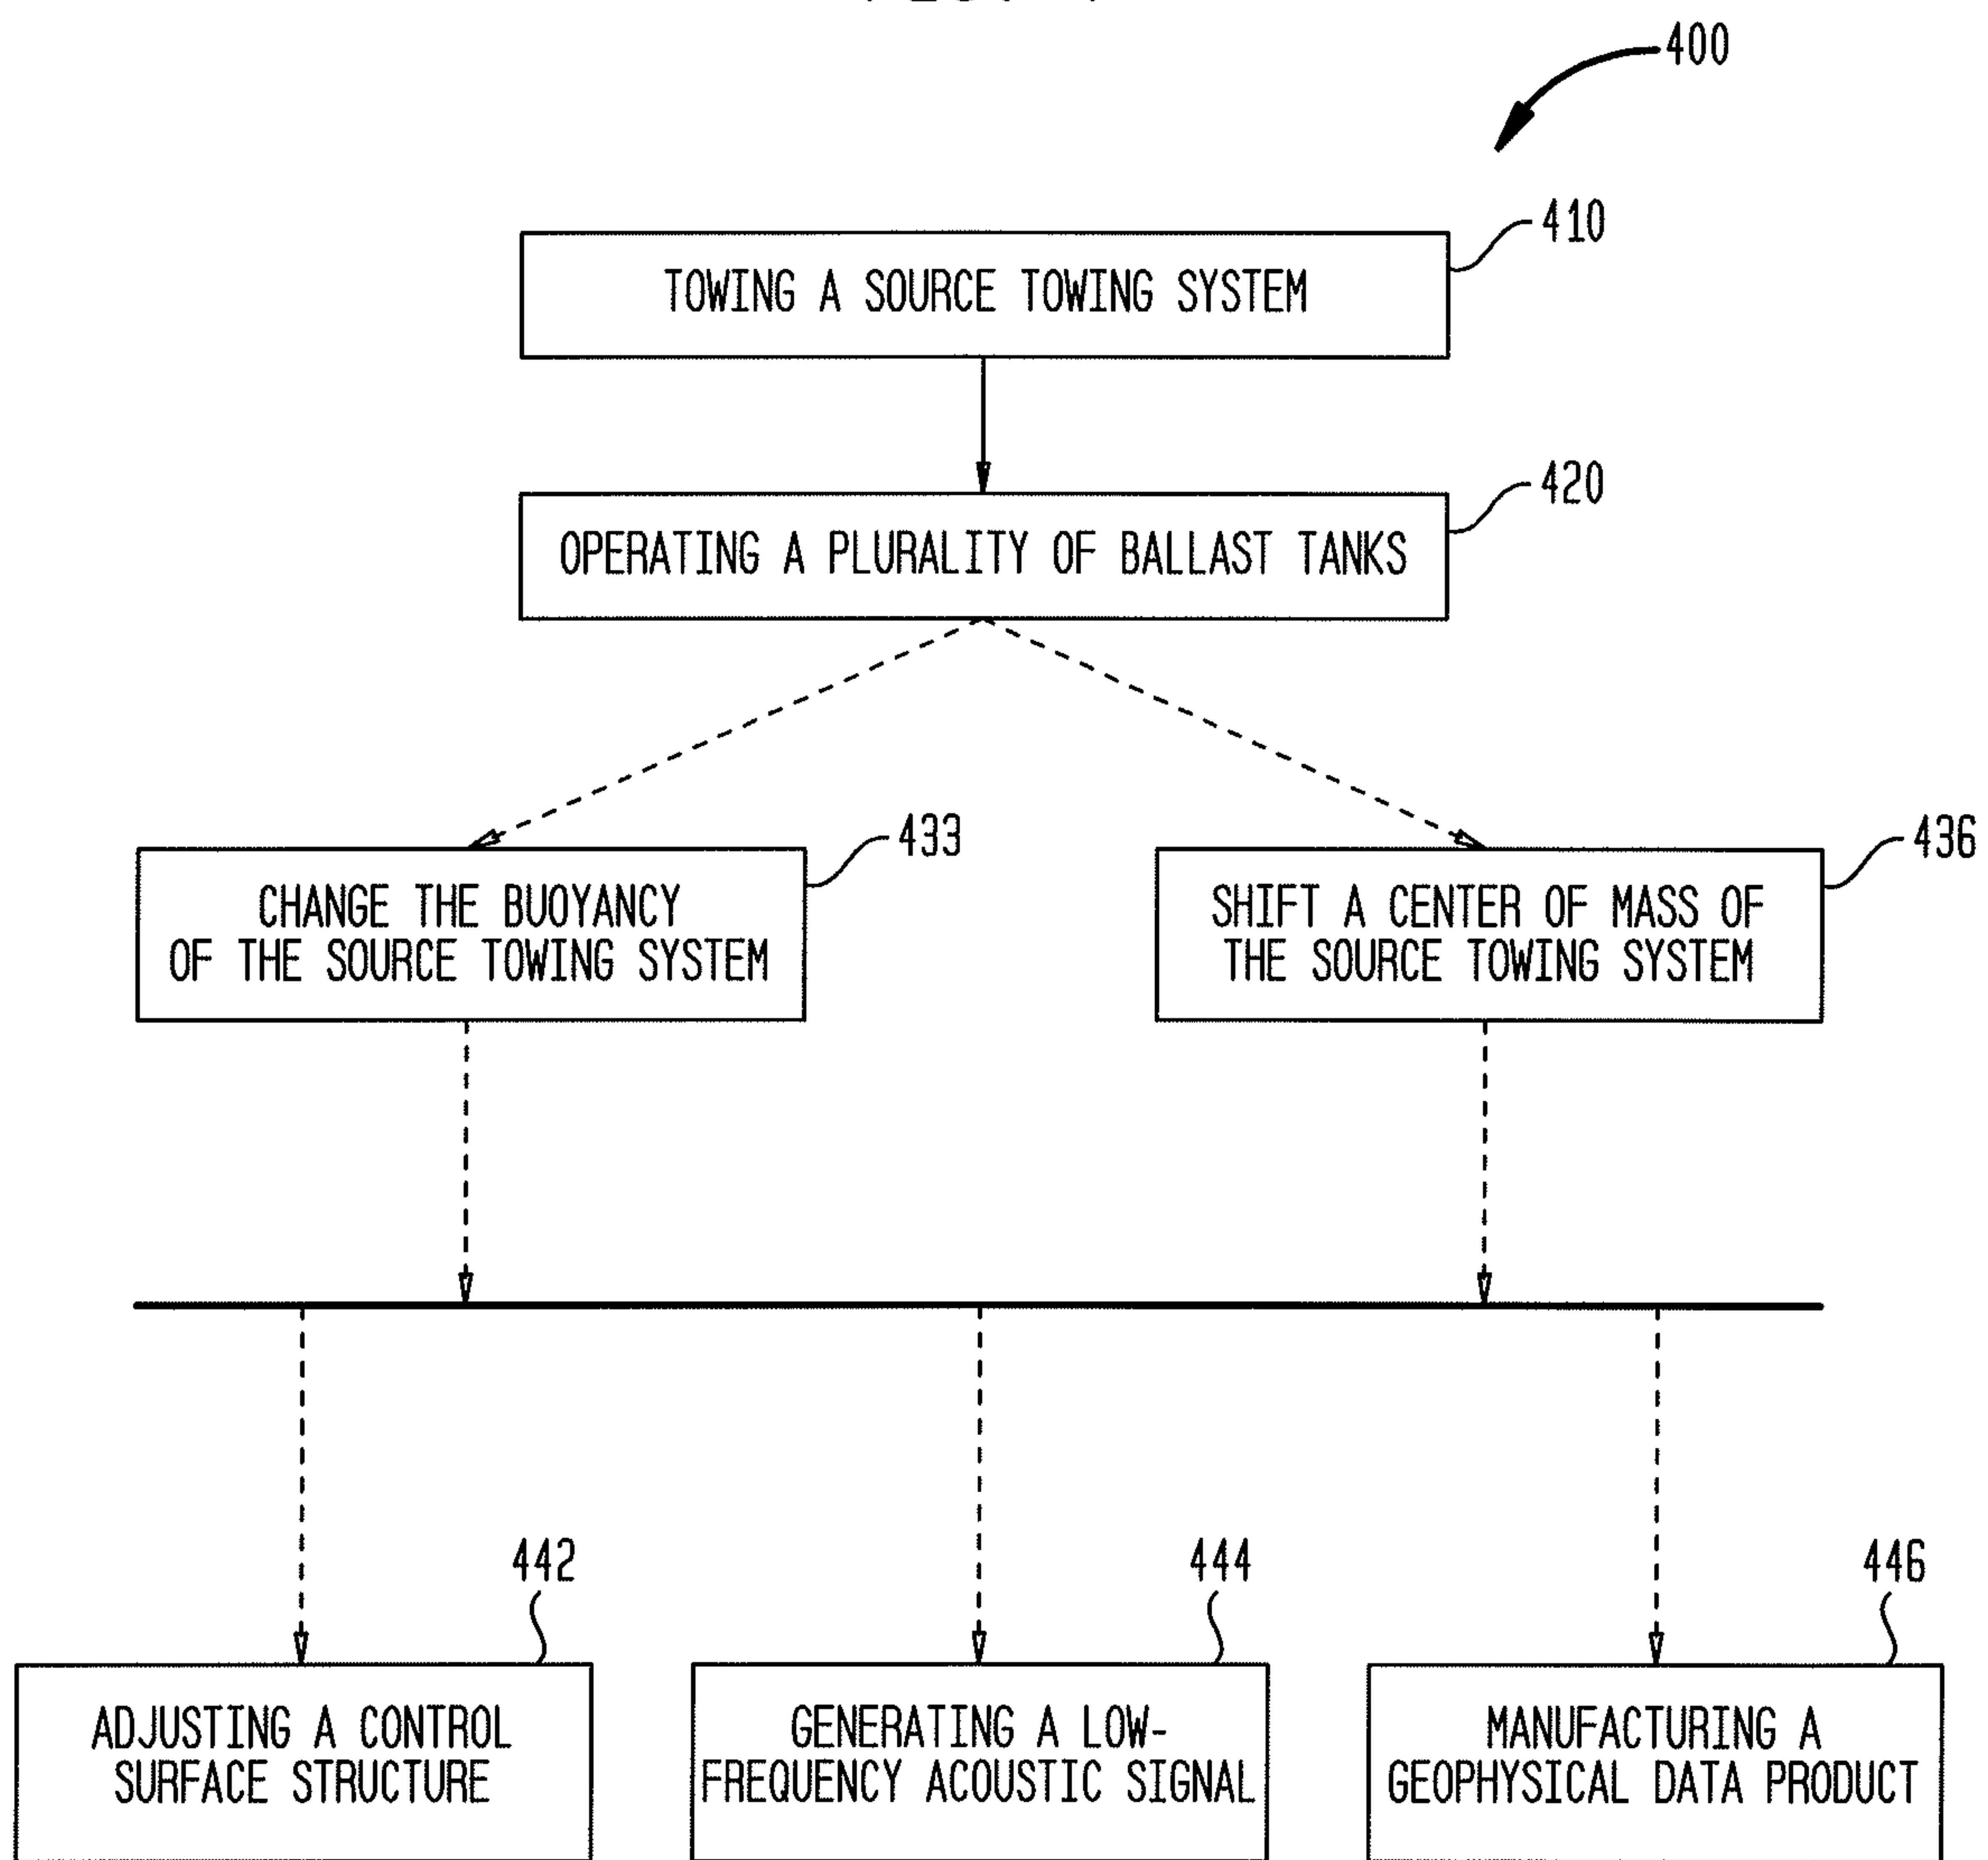 400
410
TOWING A SOURCE TOWING SYSTEM
420
OPERATING A PLURALITY OF BALLAST TANKS
433
CHANGE THE BUOYANCY
OF THE SOURCE TOWING SYSTEM
436
SHIFT A CENTER OF MASS OF
THE SOURCE TOWING SYSTEM
442
ADJUSTING A CONTROL
SURFACE STRUCTURE
444
GENERATING A LOW-
FREQUENCY ACOUSTIC SIGNAL
446
MANUFACTURING A
GEOPHYSICAL DATA PRODUCT